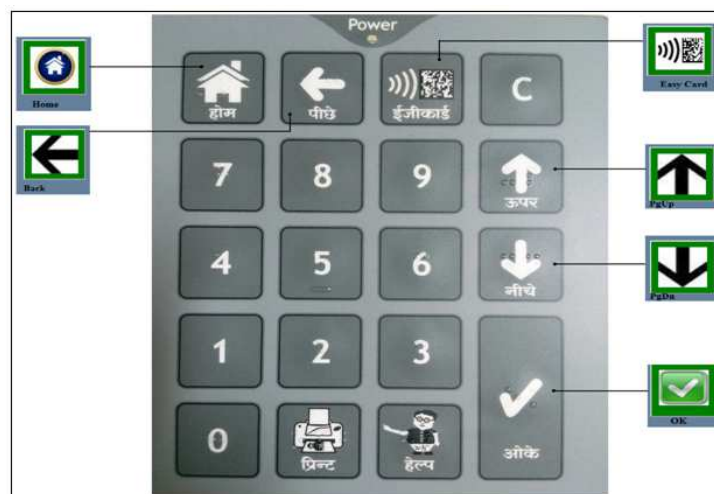 Power
Home
होम
पीछे
ईजीकार्ड
C
Easy Card
Back
7
8
9
ऊपर
PgUp
4
5
6
नीचे
PgDn
1
2
3
ओके
OK
0
प्रिन्ट
हेल्प